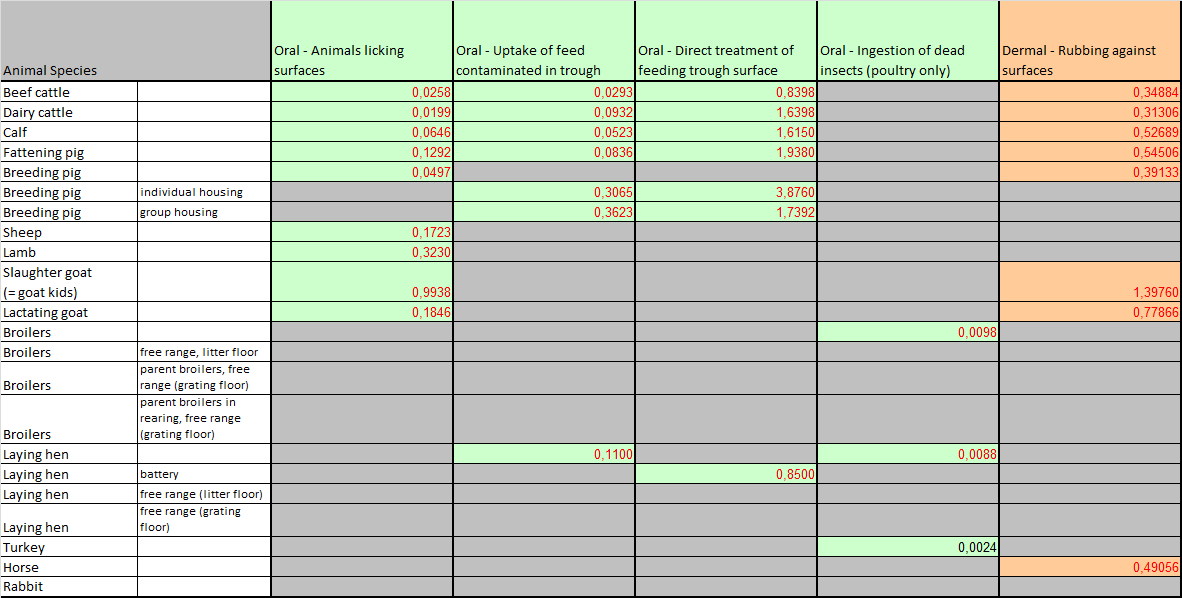 Animal Species
Oral - Animals licking
surfaces
Oral - Uptake of feed
contaminated in trough
Oral - Direct treatment of
feeding trough surface
Oral - Ingestion of dead
insects (poultry only)
Dermal - Rubbing against
surfaces
Beef cattle 0,0258 0,0293 0,8398 0,34884
Dairy cattle 0,0199 0,0932 1,6398 0,31306
Calf 0,0646 0,0523 1,6150 0,52689
Fattening pig 0,1292 0,0836 1,9380 0,54506
Breeding pig 0,0497 0,39133
Breeding pig individual housing 0,3065 3,8760
Breeding pig group housing 0,3623 1,7392
Sheep 0,1723
Lamb 0,3230
Slaughter goat
(= goat kids) 0,9938 1,39760
Lactating goat 0,1846 0,77866
Broilers 0,0098
Broilers free range, litter floor
parent broilers, free
Broilers range (grating floor)
parent broilers in
rearing, free range
Broilers (grating floor)
Laying hen 0,1100 0,0088
Laying hen battery 0,8500
Laying hen free range (litter floor)
free range (grating
Laying hen floor)
Turkey 0,0024
Horse 0,49056
Rabbit